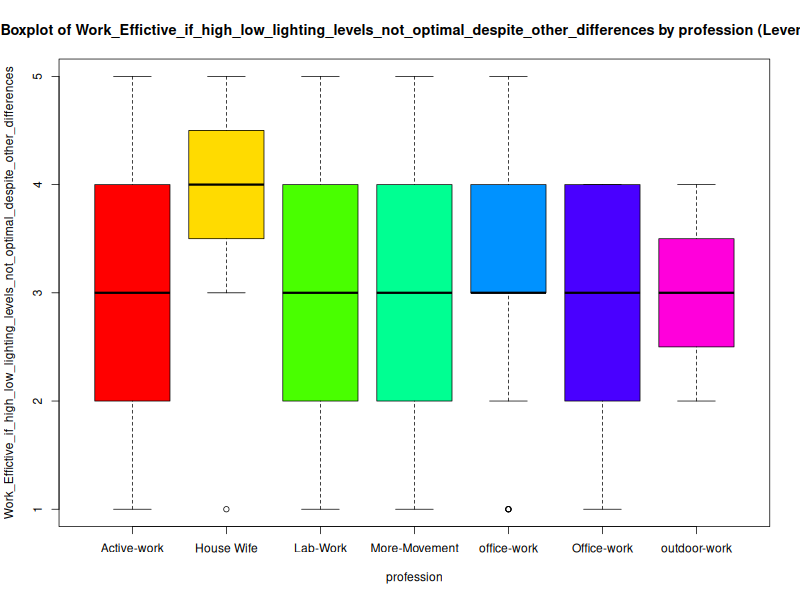 Boxplot of Work_Effictive_if_high_low_lighting_levels_not_optimal_despite_other_differences by profession (Lever
Work_Effictive_if_high_low_lighting_levels_not_optimal_despite_other_differences
5
4
3
2
1
Active-work House Wife Lab-Work More-Movement office-work Office-work outdoor-work
profession